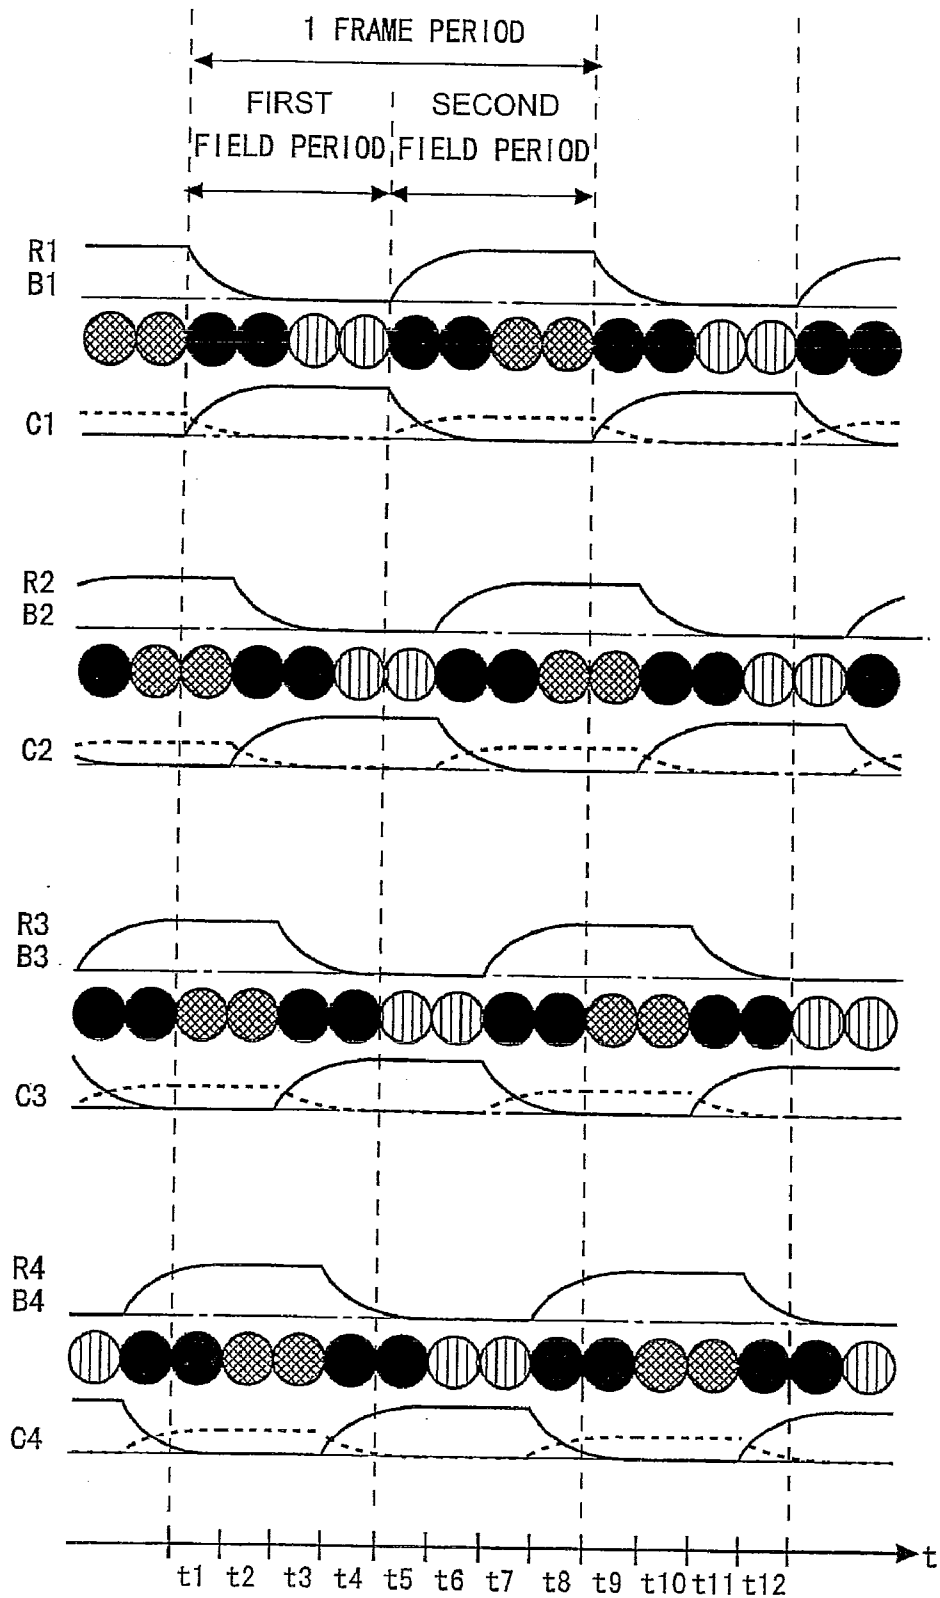 1 FRAME PERIOD
FIRST SECOND
FIELD PERIOD FIELD PERIOD
R1
B1
C1
R2
B2
C2
R3
B3
C3
R4
B4
C4
t
t1 t2 t3 t4 t5 t6 t7 t8 t9 t10 t11 t12